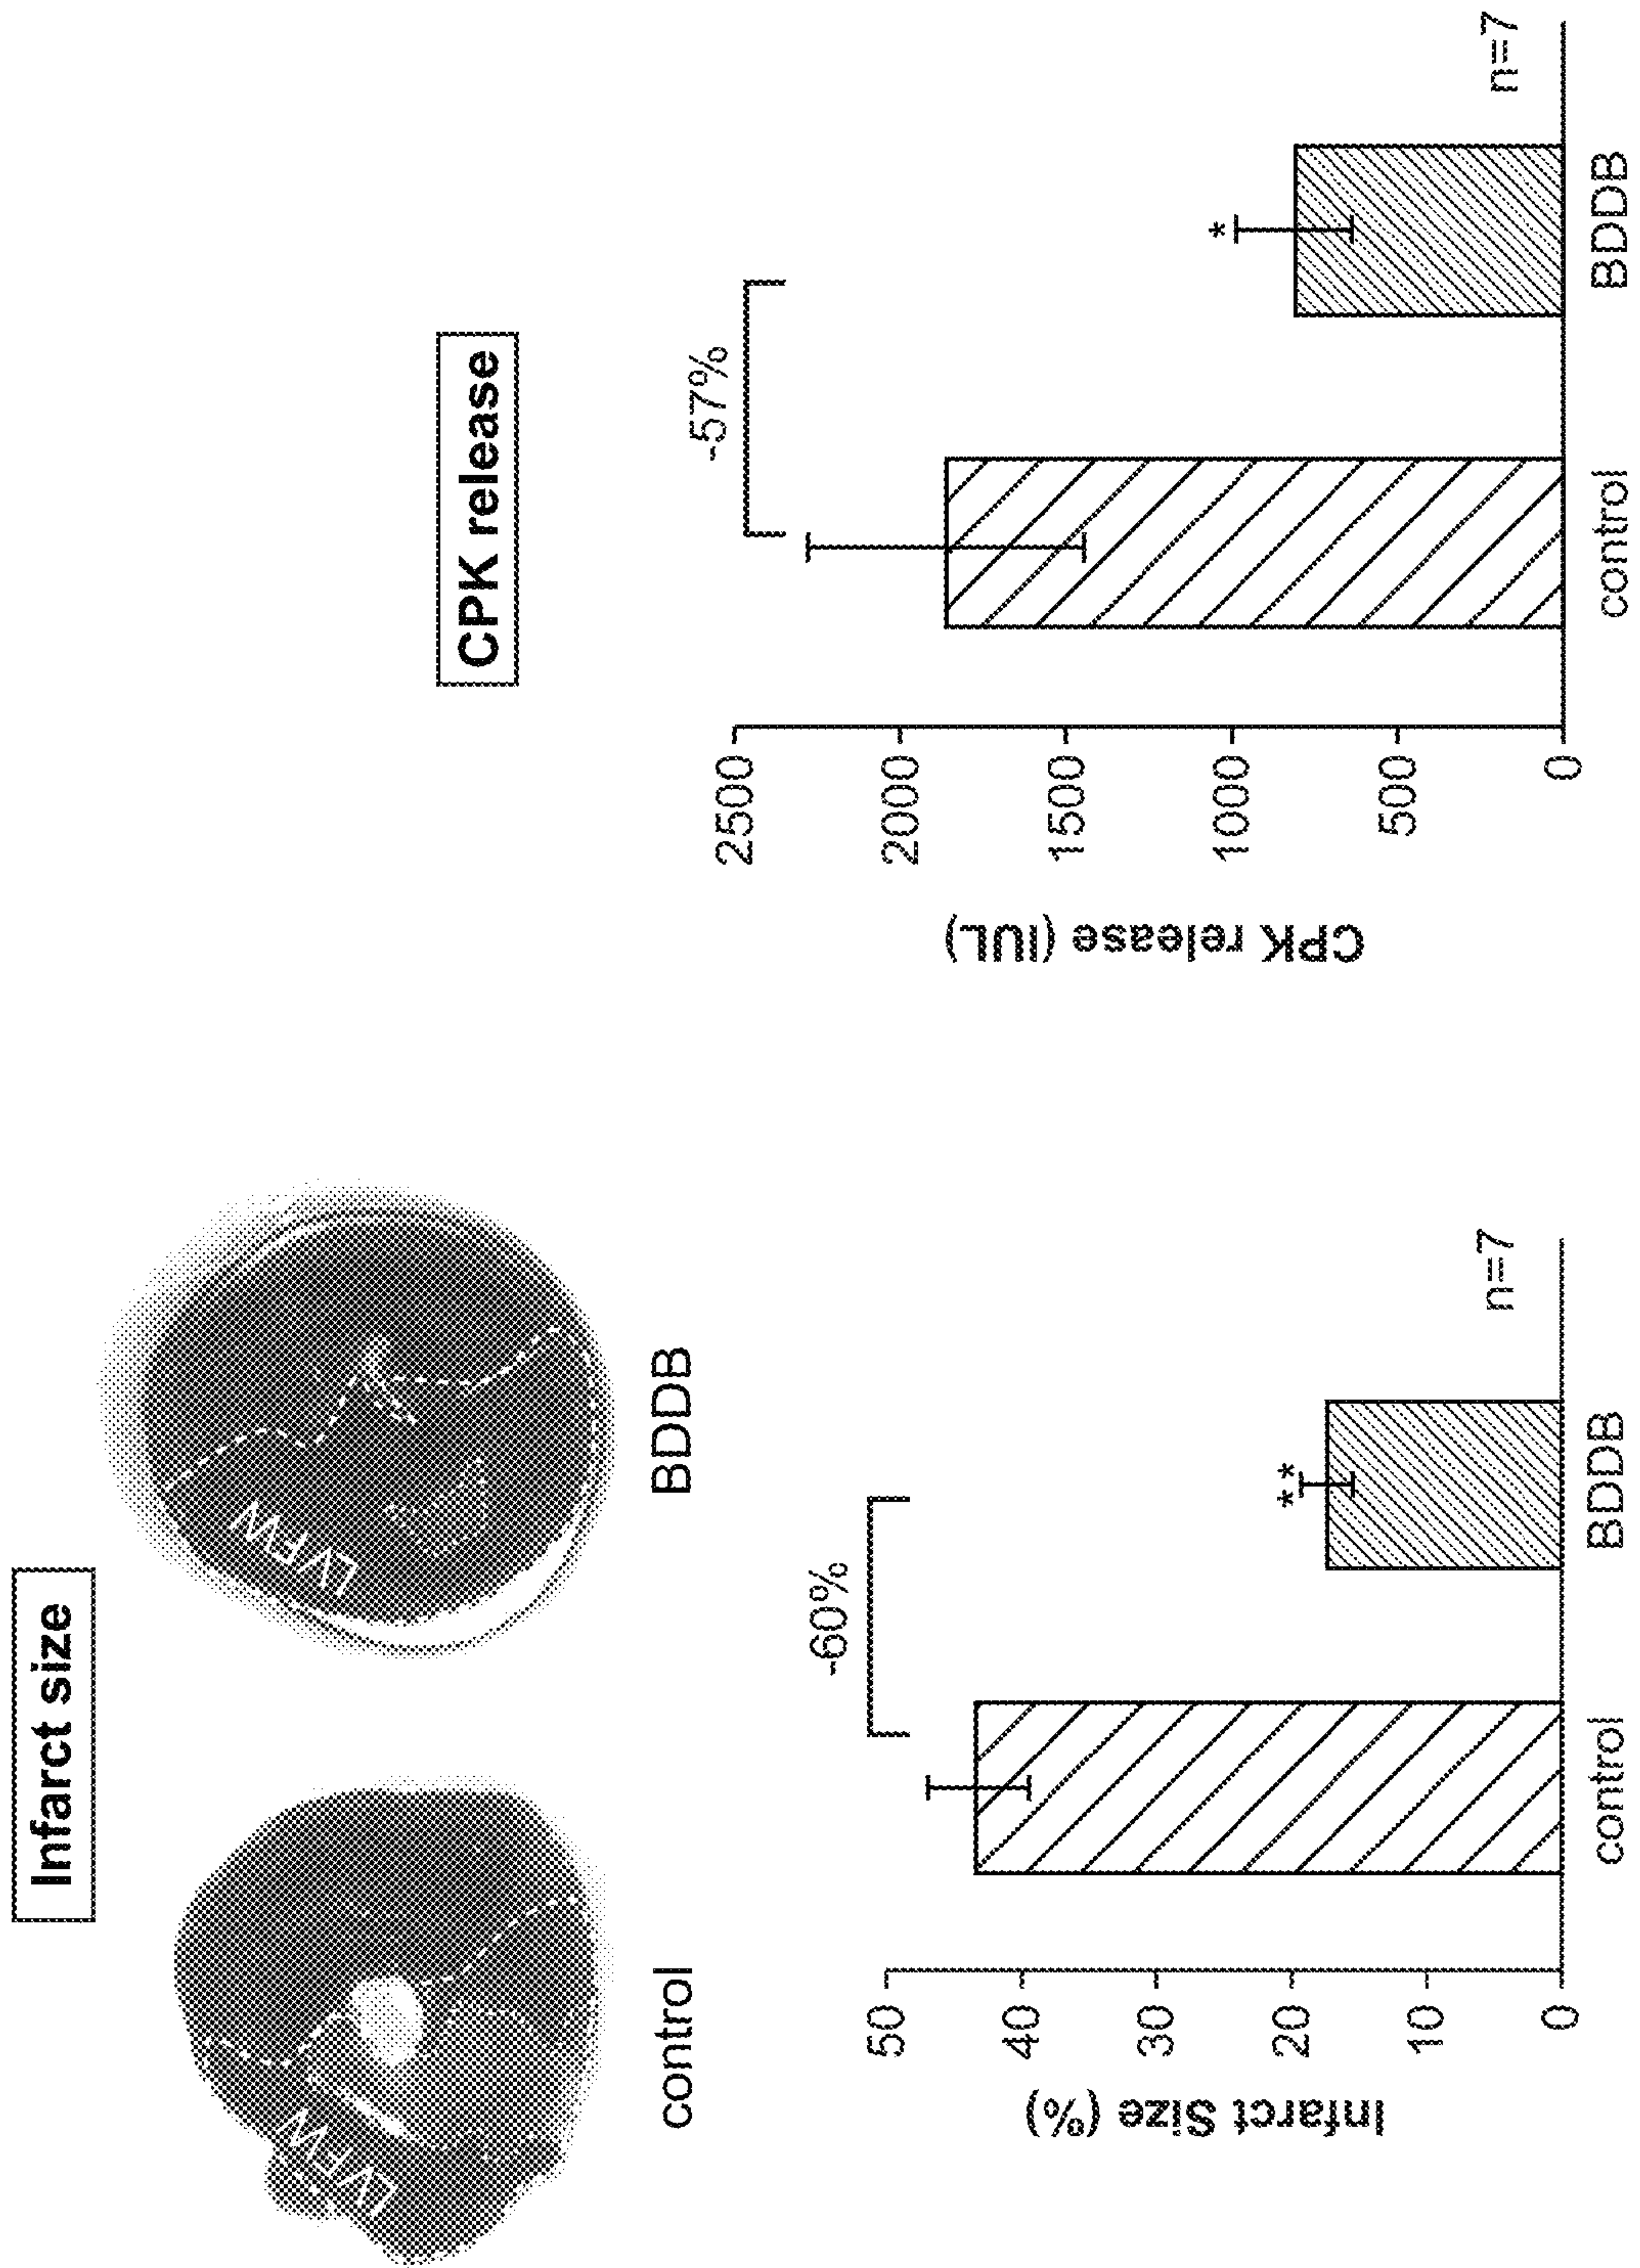 Infarct size
LVFW
LVFW
control
BDDB
Infarct Size (%)
50
40
30
20
10
0
-60%
**
n=7
control
BDDB
CPK release
CPK release (IUL)
2500
2000
1500
1000
500
0
-57%
*
n=7
control
BDDB